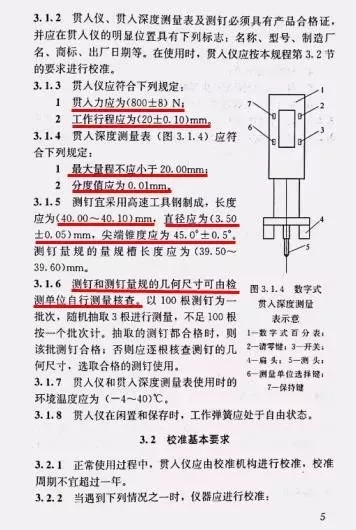 3.1.2 贯入仪、贯入深度测量表及测钉必须具有产品合格证，
并应在贯入仪的明显位置具有下列标志：名称、型号、制造厂
名、商标、出厂日期等。在使用时，贯入仪应按本规程第3.2节
的要求进行校准。
3.1.3 贯入仪应符合下列规定：
1 贯入力应为(800±8) N；
2 工作行程应为(20±0.10)mm。
3.1.4 贯入深度测量表（图 3.1.4）应符
合下列规定：
1 最大量程不应小于 20.00mm；
2 分度值应为 0.01mm。
3.1.5 测钉宜采用高速工具钢制成，长度
应为(40.00～40.10)mm，直径应为(3.50
±0.05)mm，尖端锥度应为 45.0°±0.5°。
测钉量规的量规槽长度应为(39.50～
39.60)mm。
3.1.6 测钉和测钉量规的几何尺寸可由检
测单位自行测量核查。以 100 根测钉为一
批次，随机抽取 3 根进行测量，不足 100 根
按一个批次计。抽取的测钉都合格时，则
该批测钉合格；否则应逐根核查测钉的几
何尺寸，选取合格的测钉使用。
3.1.7 贯入仪和贯入深度测量表使用时的
环境温度应为（-4～40)℃。
3.1.8 贯入仪在闲置和保存时，工作弹簧应处于自由状态。
1
7
2
6
3
4
5
图 3.1.4 数字式
贯入深度测量
表示意
1—数字式百分表；
2—清零键；3—开关；
4—扁头；5—测头；
6—测量单位选择键；
7—保持键
3.2 校准基本要求
3.2.1 正常使用过程中，贯入仪应由校准机构进行校准，校准
周期不宜超过一年。
3.2.2 当遇到下列情况之一时，仪器应进行校准：
5